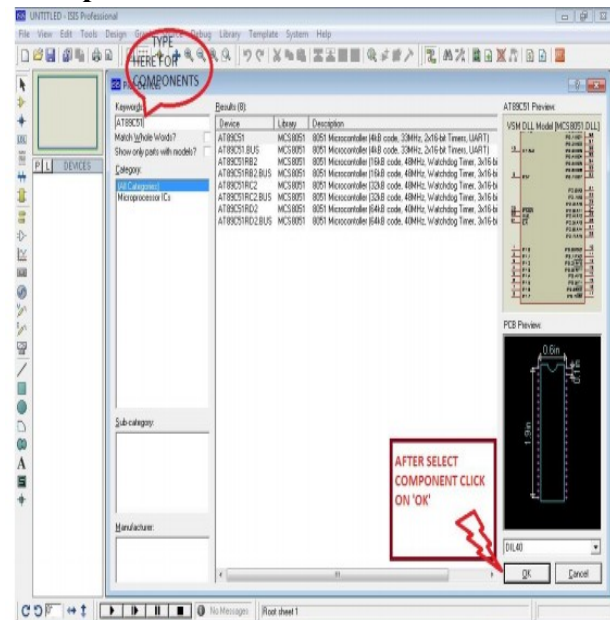 UNTITLED - ISIS Professional
File View Edit Tools Design Graph Source Debug Library Template System Help
TYPE
HERE FOR
COMPONENTS
Keywords:
AT89C51
Match Whole Words?
Show only parts with models?
Category:
(All Categories)
Microprocessor ICs
Sub-category:
Manufacturer:
P L DEVICES
Results (8):
Device Library Description
AT89C51 MCS8051 8051 Microcontroller (4kB code, 33MHz, 2x16-bit Timers, UART)
AT89C51.BUS MCS8051 8051 Microcontroller (4kB code, 33MHz, 2x16-bit Timers, UART)
AT89C51RB2 MCS8051 8051 Microcontroller (16kB code, 48MHz, Watchdog Timer, 3x16-bi
AT89C51RB2.BUS MCS8051 8051 Microcontroller (16kB code, 48MHz, Watchdog Timer, 3x16-bi
AT89C51RC2 MCS8051 8051 Microcontroller (32kB code, 48MHz, Watchdog Timer, 3x16-bi
AT89C51RC2.BUS MCS8051 8051 Microcontroller (32kB code, 48MHz, Watchdog Timer, 3x16-bi
AT89C51RD2 MCS8051 8051 Microcontroller (64kB code, 40MHz, Watchdog Timer, 3x16-bi
AT89C51RD2.BUS MCS8051 8051 Microcontroller (64kB code, 40MHz, Watchdog Timer, 3x16-bi
AT89C51 Preview:
VSM DLL Model [MCS8051.DLL]
PCB Preview:
0.6in
0.1in
1.9in
AFTER SELECT
COMPONENT CLICK
ON 'OK'
DIL40
OK Cancel
No Messages Root sheet 1